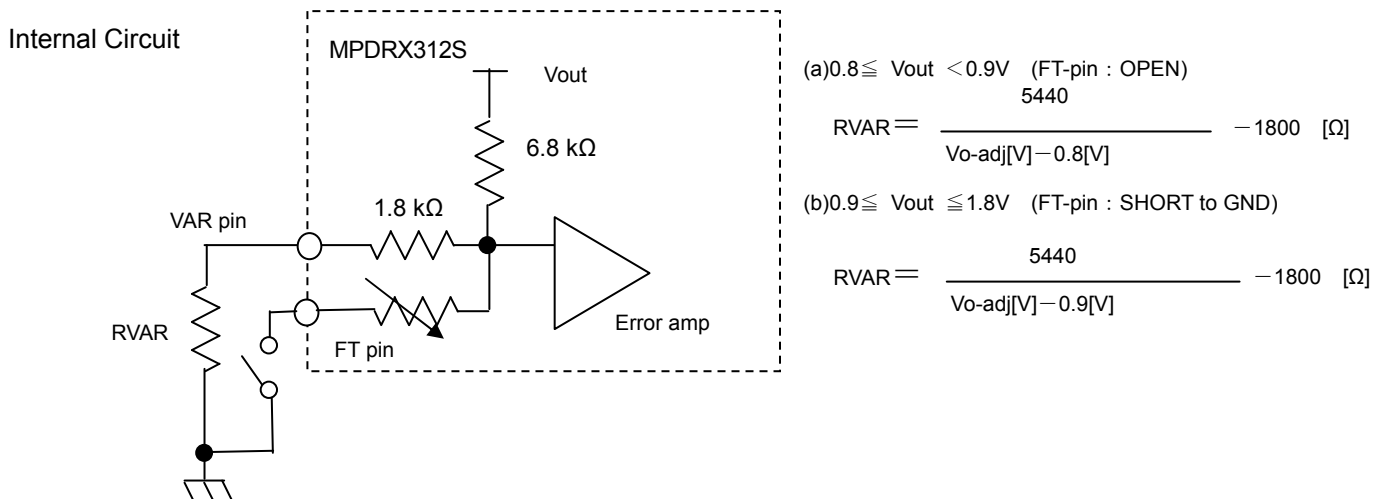 Internal Circuit
MPDRX312S
Vout
6.8 kΩ
1.8 kΩ
VAR pin
RVAR
FT pin
Error amp
(a)0.8≦ Vout <0.9V (FT-pin : OPEN)
5440
RVAR= －1800 [Ω]
Vo-adj[V]－0.8[V]
(b)0.9≦ Vout ≦1.8V (FT-pin : SHORT to GND)
5440
RVAR= －1800 [Ω]
Vo-adj[V]－0.9[V]